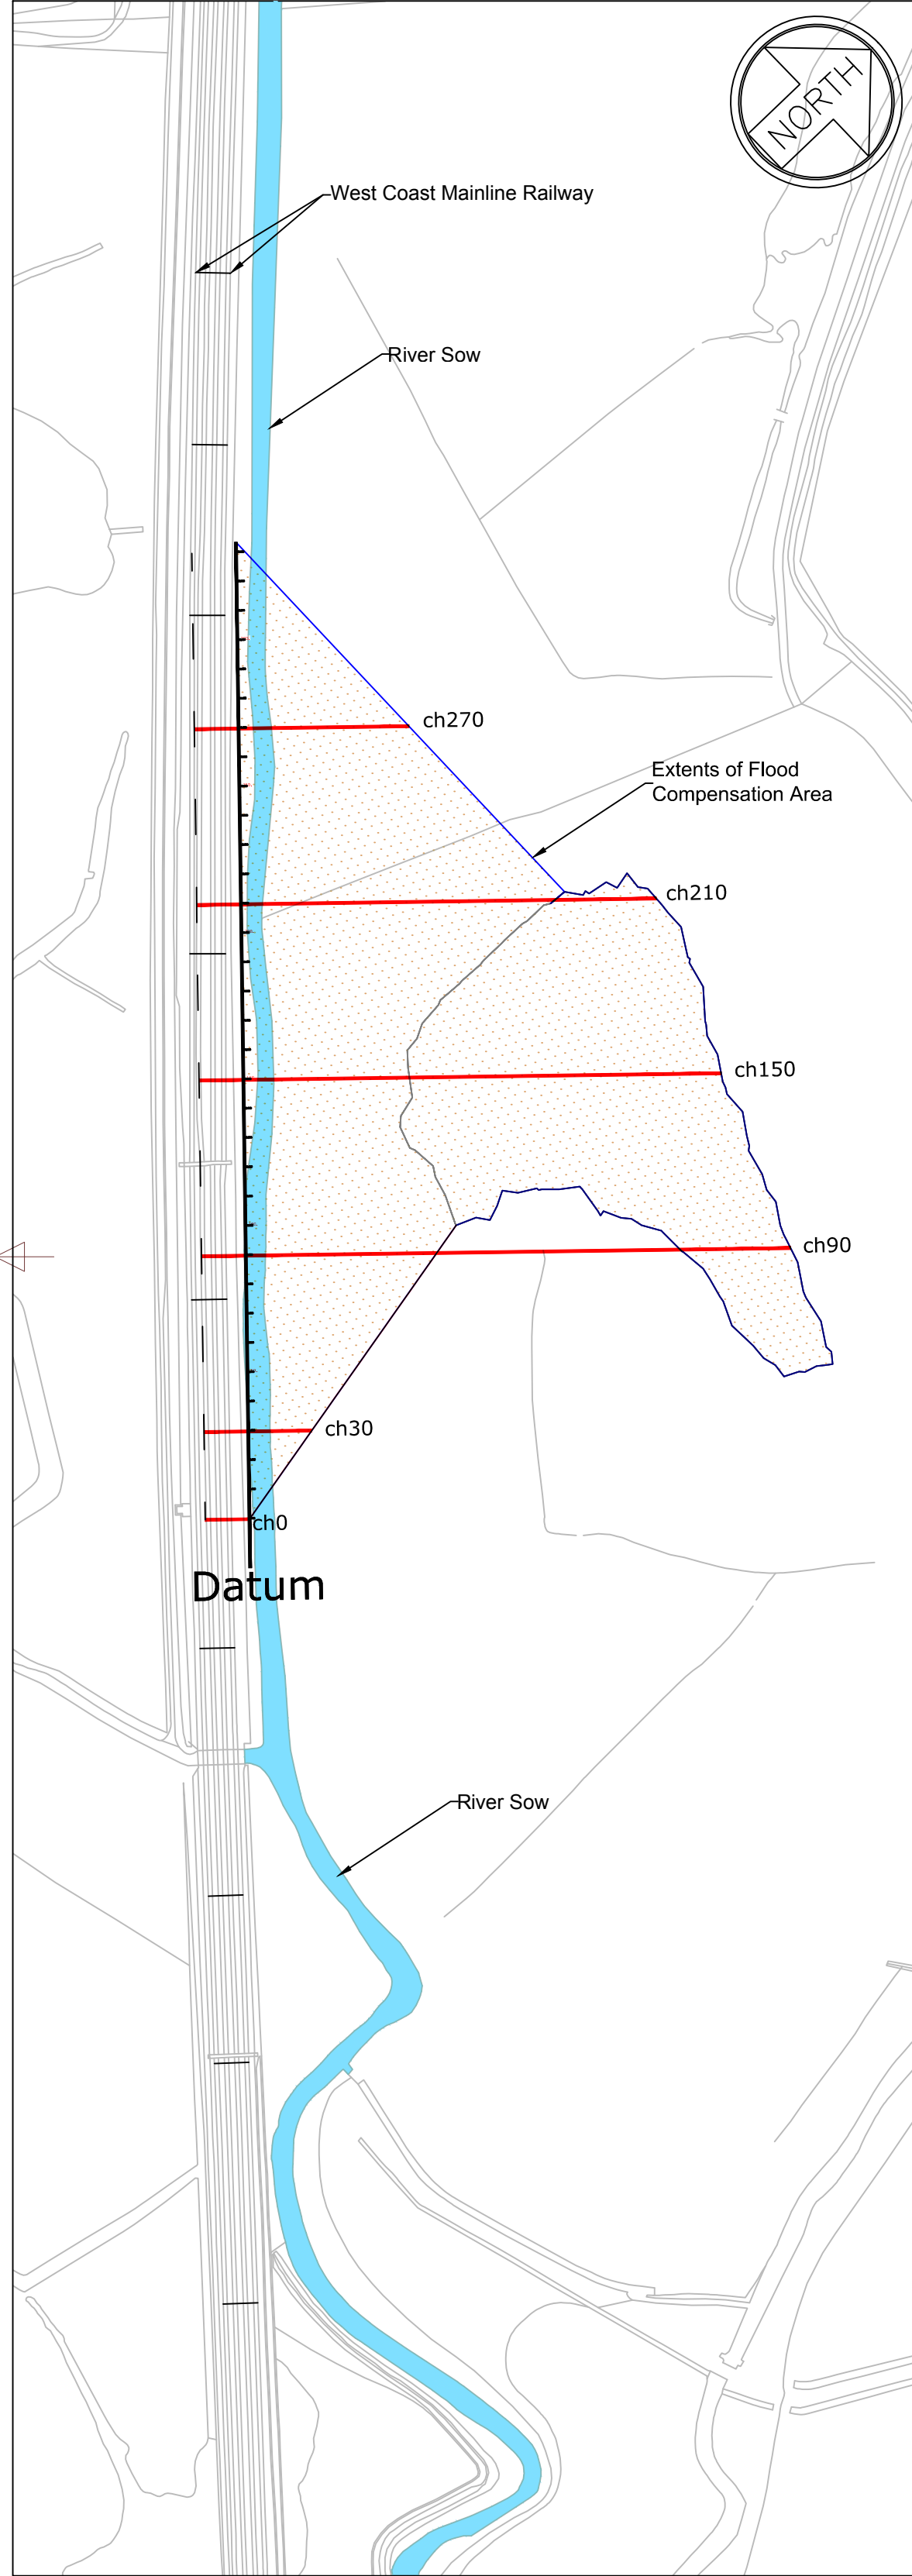 NORTH
West Coast Mainline Railway
River Sow
ch270
Extents of Flood
Compensation Area
ch210
ch150
ch90
ch30
ch0
Datum
River Sow